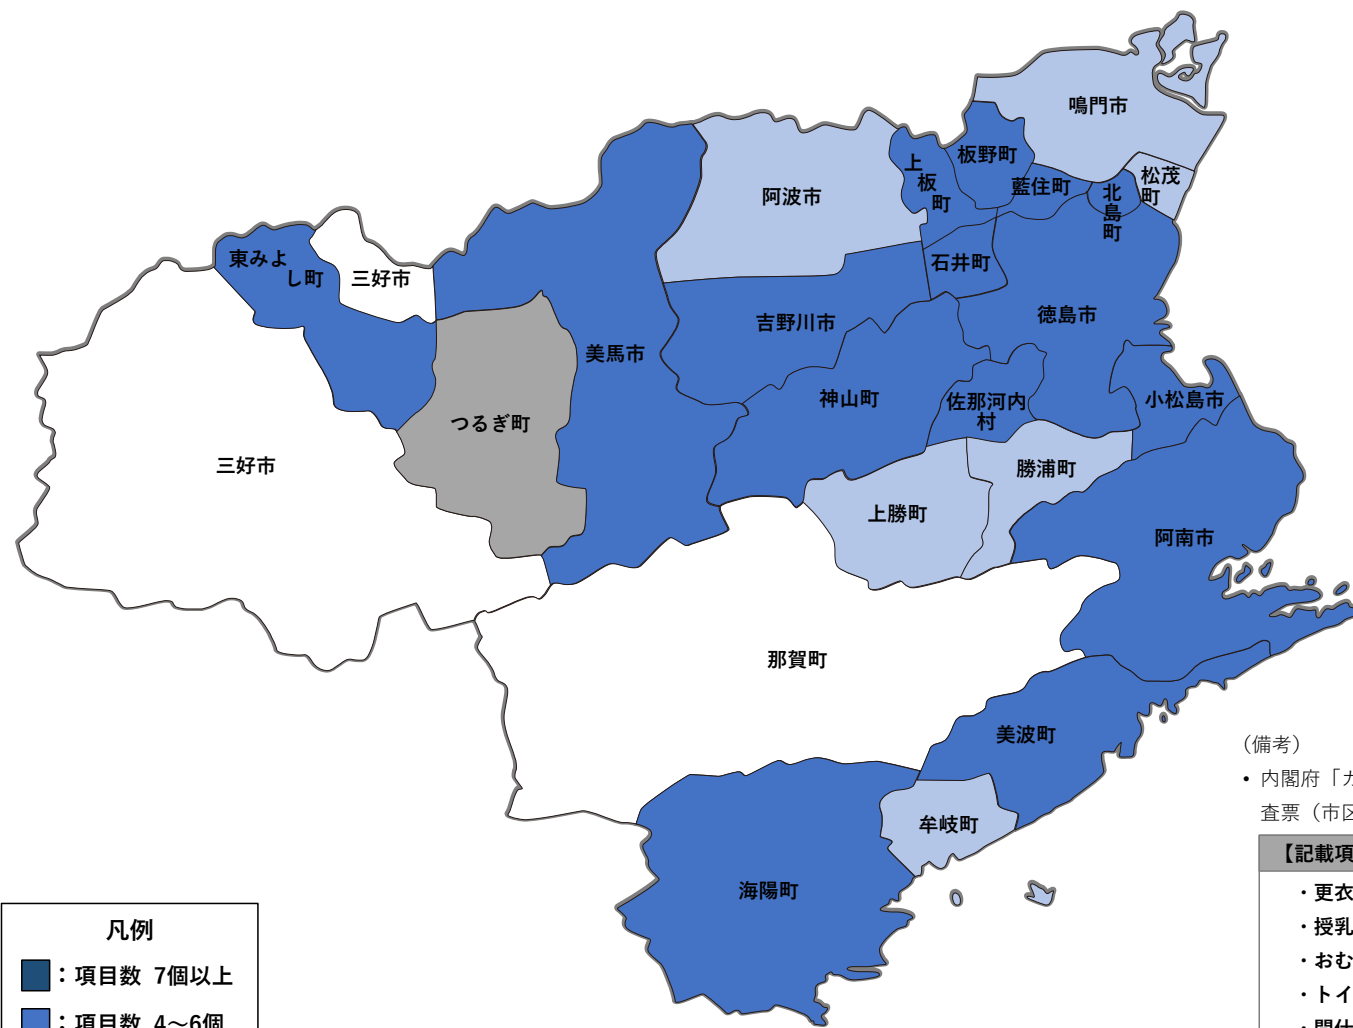 鳴門市
板野町
上板町
松茂町
藍住町
北島町
阿波市
東みよし町
三好市
石井町
吉野川市
徳島市
美馬市
神山町
佐那河内村
小松島市
つるぎ町
三好市
勝浦町
上勝町
阿南市
那賀町
美波町
牟岐町
海陽町
（備考）
• 内閣府「
査票（市区
【記載項
・更衣
・授乳
・おむ
・トイ
凡例
：項目数 7個以上
：項目数 4～6個